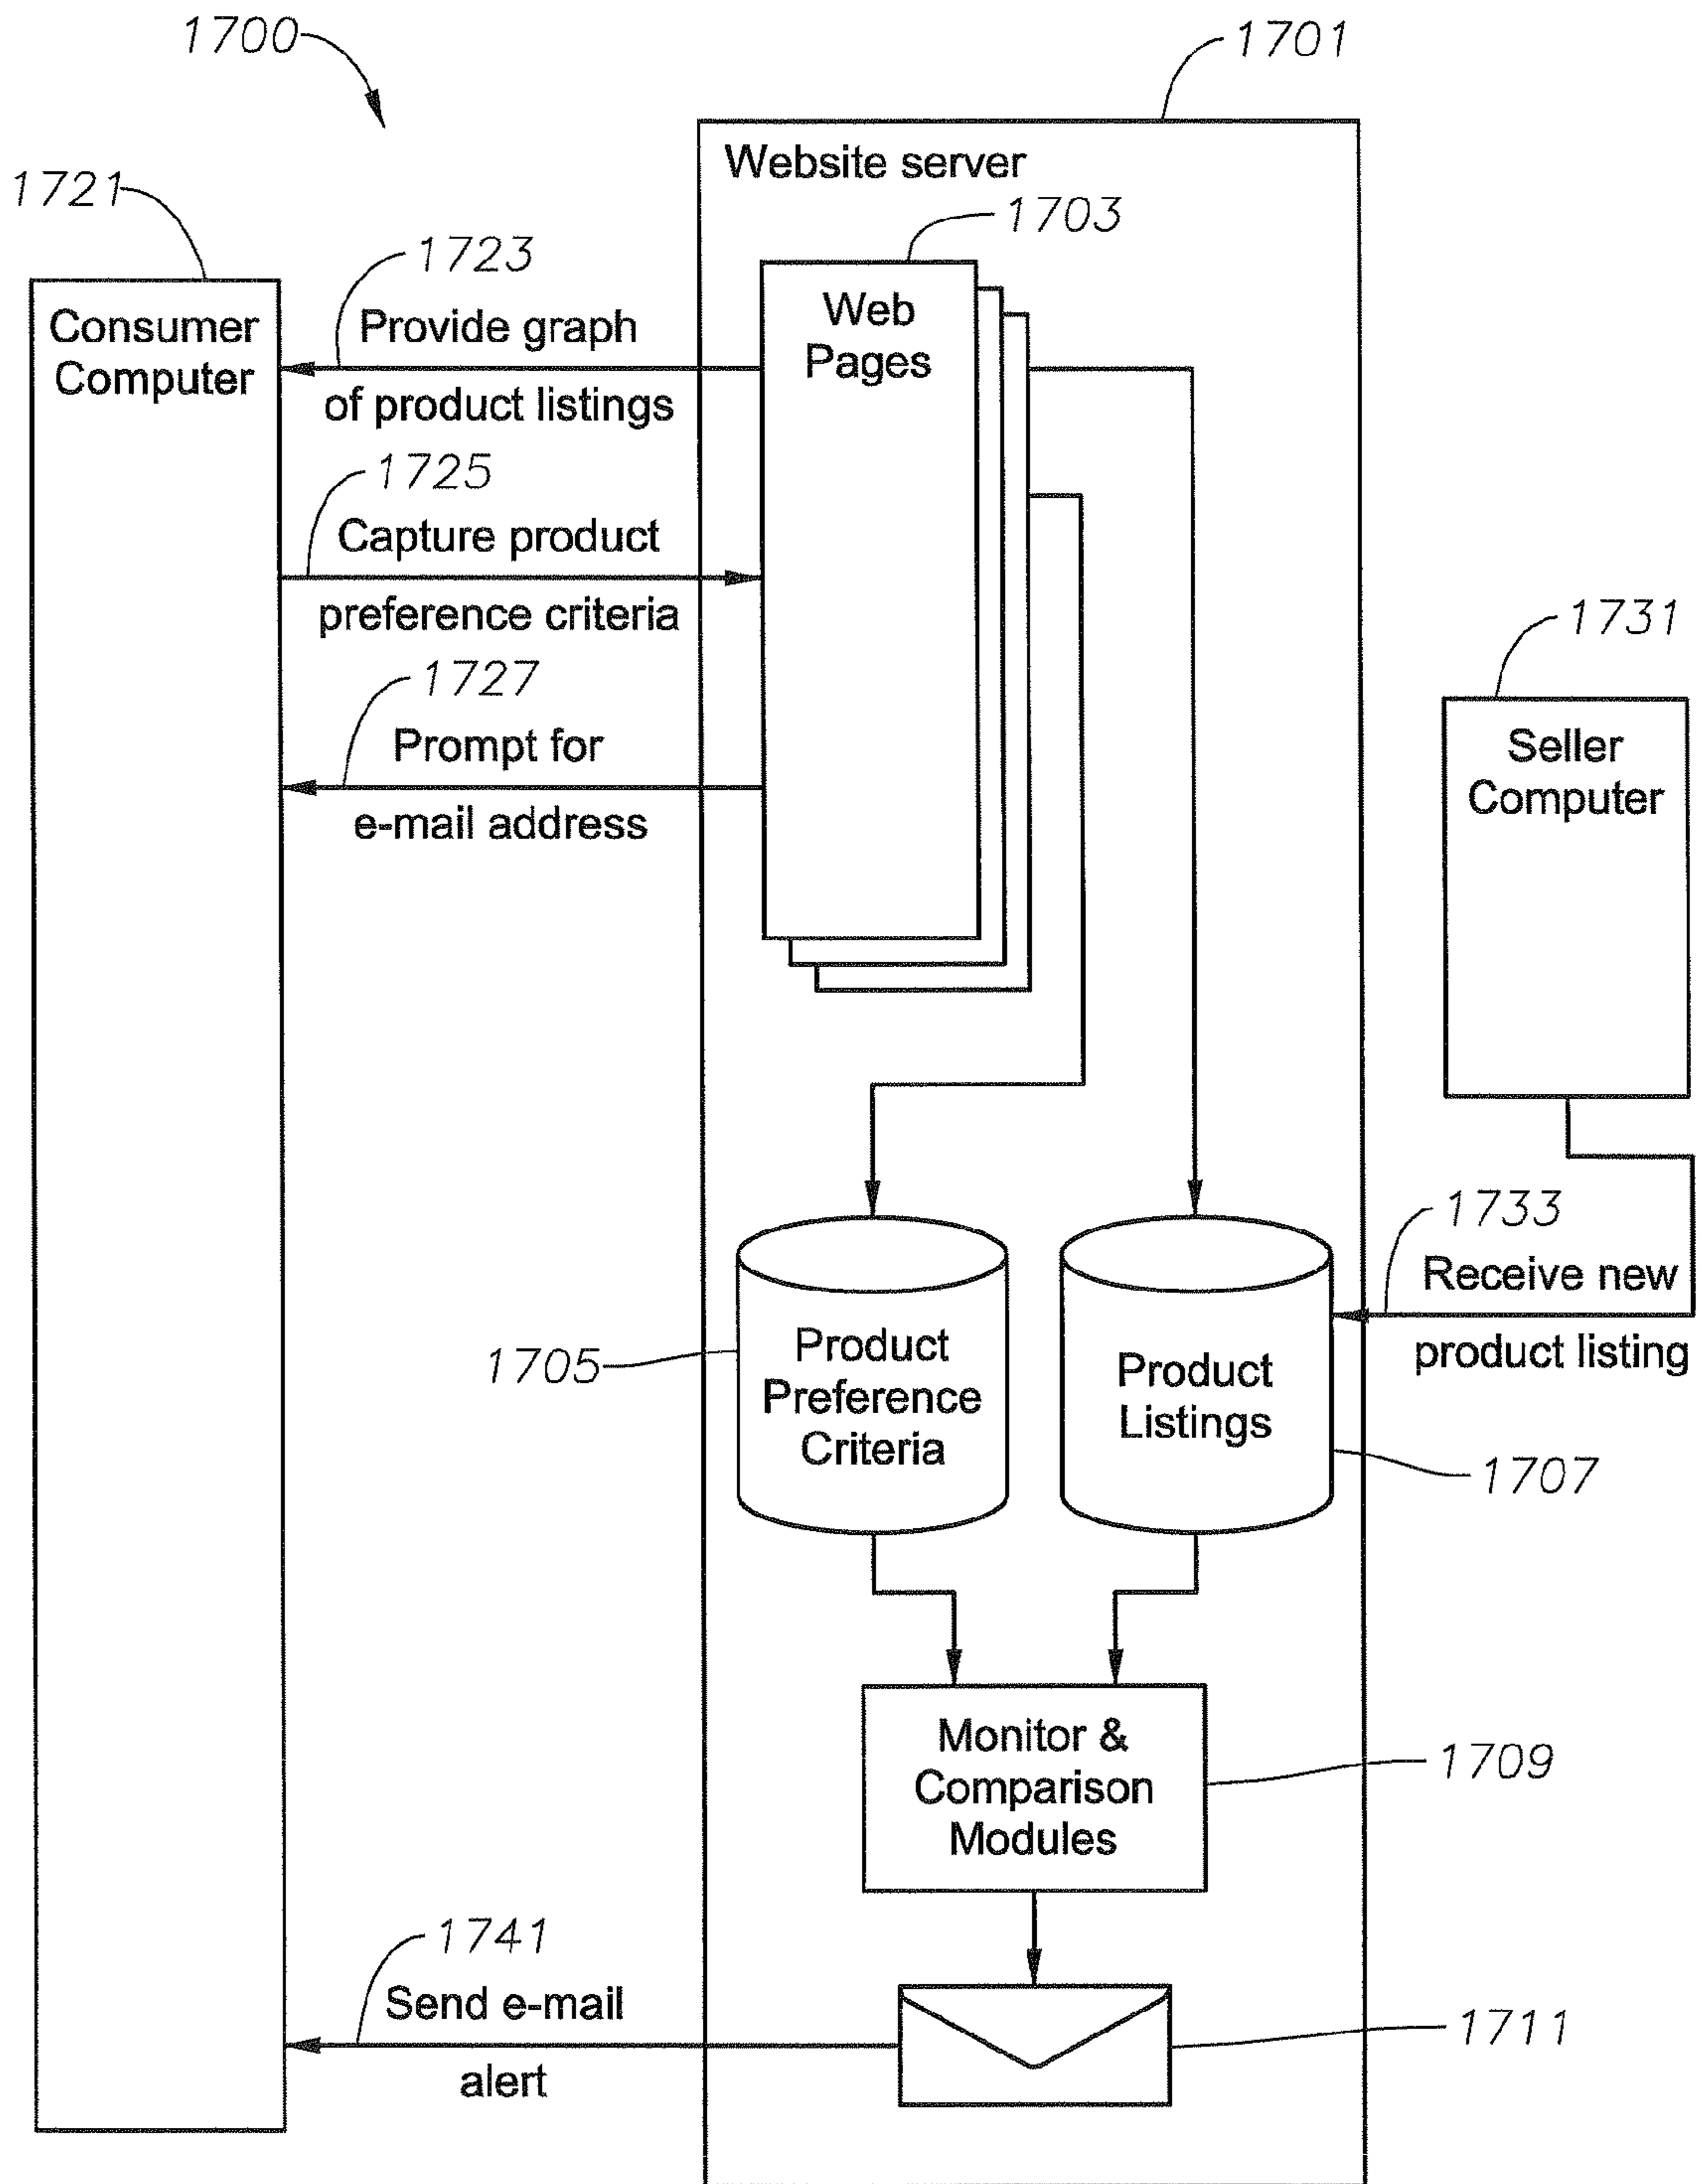 1700
1701
Website server
1721
1703
1723
Consumer
Computer
Provide graph
of product listings
Web
Pages
1725
Capture product
preference criteria
1731
1727
Prompt for
e-mail address
Seller
Computer
1733
Receive new
product listing
1705
Product
Preference
Criteria
Product
Listings
1707
Monitor &
Comparison
Modules
1709
1741
Send e-mail
alert
1711